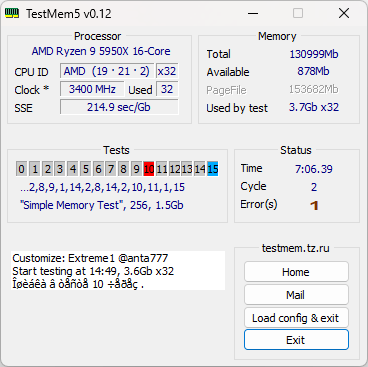 TestMem5 v0.12
Processor
AMD Ryzen 9 5950X 16-Core
CPU ID AMD (19 · 21 · 2) x32
Clock * 3400 MHz Used 32
SSE 214.9 sec/Gb
Memory
Total 130999Mb
Available 878Mb
PageFile 153682Mb
Used by test 3.7Gb x32
Tests
0 1 2 3 4 5 6 7 8 9 10 11 12 13 14 15
...2,8,9,1,14,2,8,14,2,10,11,1,15
"Simple Memory Test", 256, 1.5Gb
Status
Time 7:06.39
Cycle 2
Error(s) 1
Customize: Extreme1 @anta777
Start testing at 14:49, 3.6Gb x32
Îøèáêà â òåñòå 10 ÷åðåç .
testmem.tz.ru
Home
Mail
Load config & exit
Exit